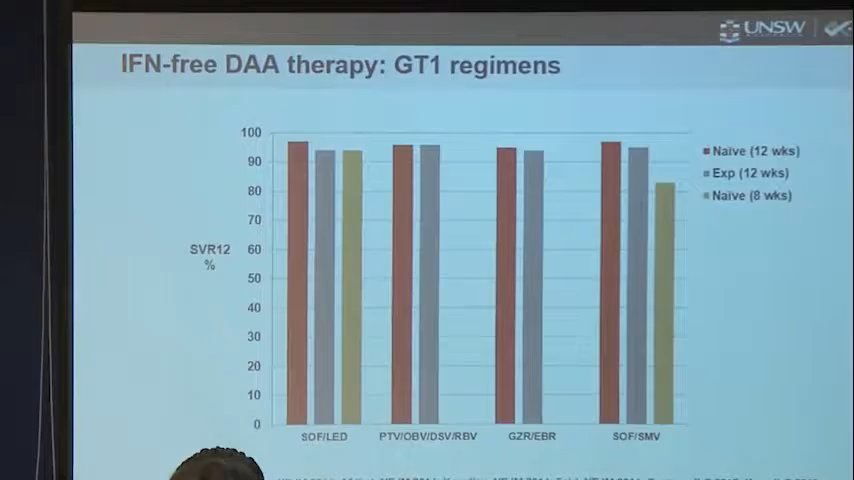 UNSW
IFN-free DAA therapy: GT1 regimens
100
90
80
70
60
50
40
30
20
10
0
SVR12
%
Naïve (12 wks)
Exp (12 wks)
Naïve (8 wks)
SOF/LED
PTV/OBV/DSV/RBV
GZR/EBR
SOF/SMV